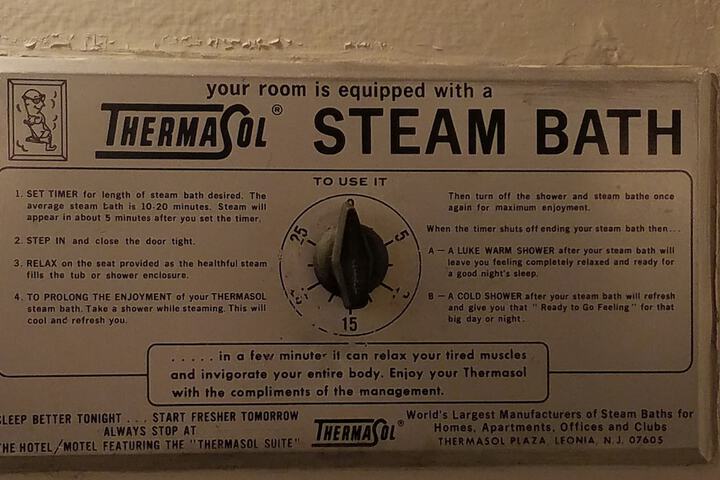 your room is equipped with a
THERMASOL® STEAM BATH
TO USE IT
1. SET TIMER for length of steam bath desired. The
average steam bath is 10-20 minutes. Steam will
appear in about 5 minutes after you set the timer.
2. STEP IN and close the door tight.
3. RELAX on the seat provided as the healthful steam
fills the tub or shower enclosure.
4. TO PROLONG THE ENJOYMENT of your THERMASOL
steam bath. Take a shower while steaming. This will
cool and refresh you.
25
5
15
Then turn off the shower and steam bathe once
again for maximum enjoyment.
When the timer shuts off ending your steam bath then...
A — A LUKE WARM SHOWER after your steam bath will
leave you feeling completely relaxed and ready for
a good night's sleep.
B — A COLD SHOWER after your steam bath will refresh
and give you that "Ready to Go Feeling" for that
big day or night.
. . . . . in a few minute it can relax your tired muscles
and invigorate your entire body. Enjoy your Thermasol
with the compliments of the management.
SLEEP BETTER TONIGHT . . . START FRESHER TOMORROW
ALWAYS STOP AT
THE HOTEL/MOTEL FEATURING THE "THERMASOL SUITE"
THERMASOL®
World's Largest Manufacturers of Steam Baths for
Homes, Apartments, Offices and Clubs
THERMASOL PLAZA, LEONIA, N.J. 07605